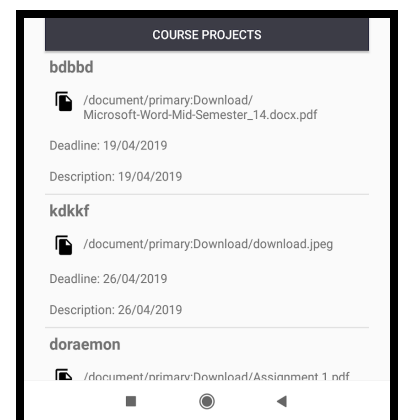 COURSE PROJECTS
bdbbd
/document/primary:Download/
Microsoft-Word-Mid-Semester_14.docx.pdf
Deadline: 19/04/2019
Description: 19/04/2019
kdkkf
/document/primary:Download/download.jpeg
Deadline: 26/04/2019
Description: 26/04/2019
doraemon
/document/primary:Download/Assignment 1.pdf